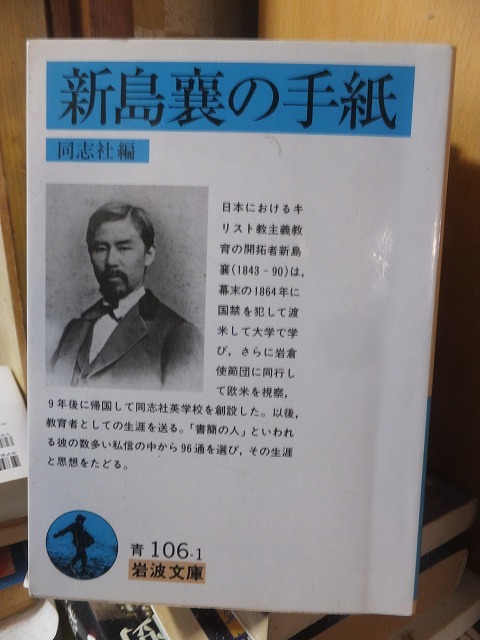 新島襄の手紙
同志社編
日本におけるキ
リスト教主義教
育の開拓者新島
襄(1843–90)は,
幕末の1864年に
国禁を犯して渡
米して大学で学
び, さらに岩倉
使節団に同行し
て欧米を視察,
9年後に帰国して同志社英学校を創設した。以後,
教育者としての生涯を送る。「書簡の人」といわれ
る彼の数多い私信の中から96通を選び, その生涯
と思想をたどる。
青 106-1
岩波文庫